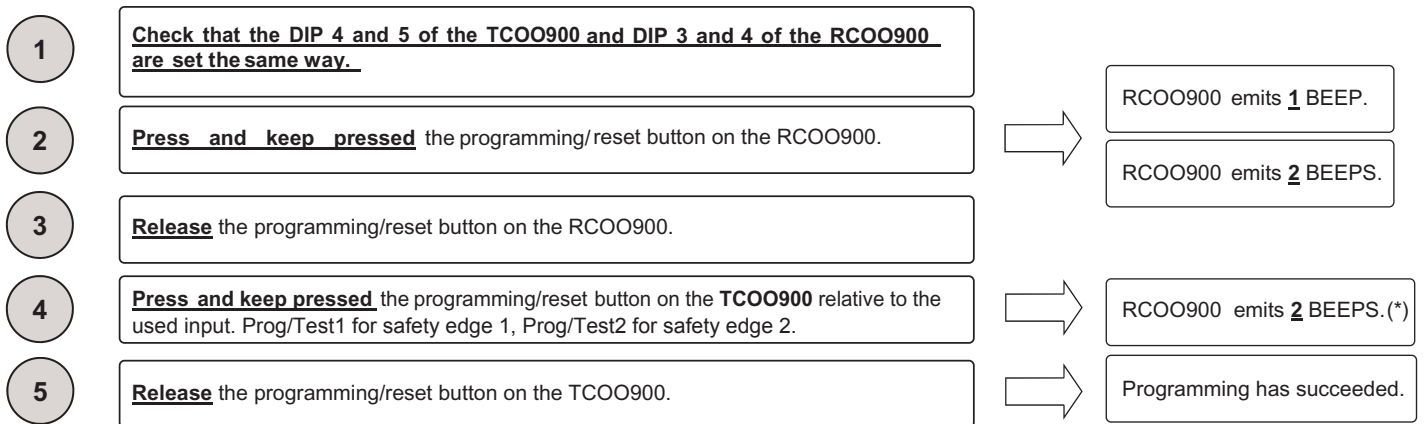 1
Check that the DIP 4 and 5 of the TCOO900 and DIP 3 and 4 of the RCOO900
are set the same way.
2
Press and keep pressed the programming/reset button on the RCOO900.
RCOO900 emits 1 BEEP.
RCOO900 emits 2 BEEPS.
3
Release the programming/reset button on the RCOO900.
4
Press and keep pressed the programming/reset button on the TCOO900 relative to the
used input. Prog/Test1 for safety edge 1, Prog/Test2 for safety edge 2.
RCOO900 emits 2 BEEPS.(*)
5
Release the programming/reset button on the TCOO900.
Programming has succeeded.